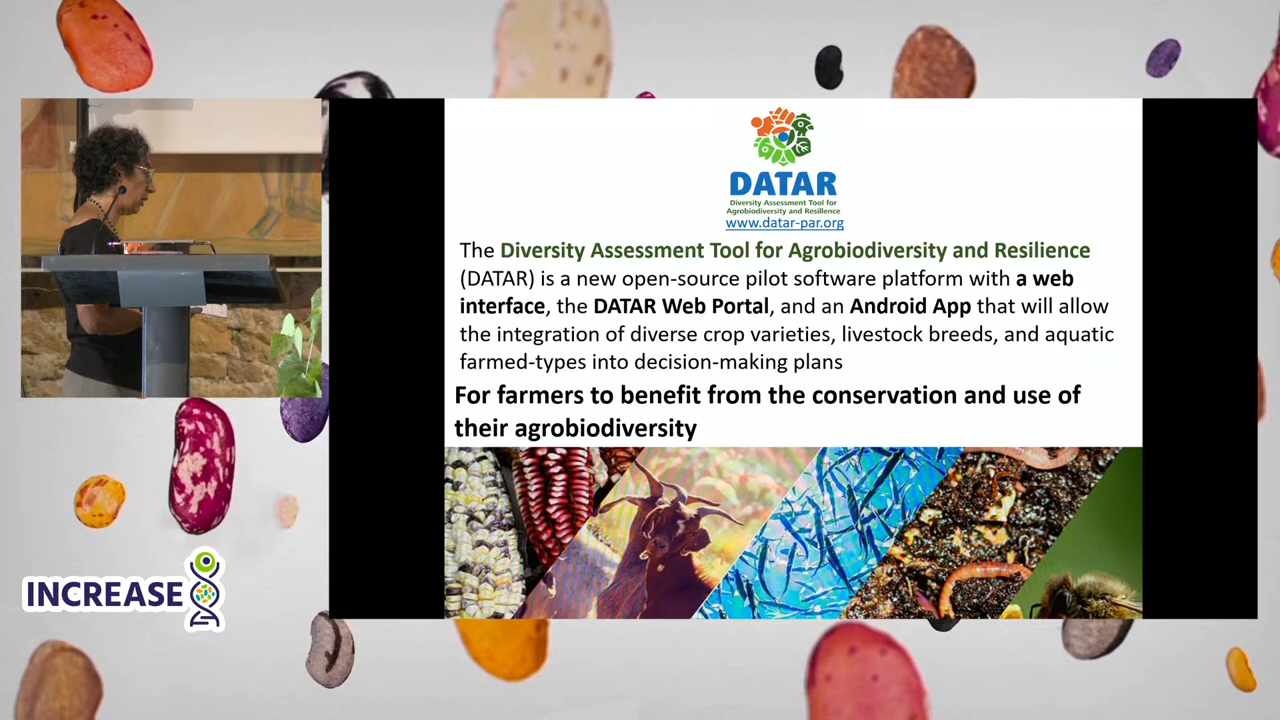 DATAR
Diversity Assessment Tool for
Agrobiodiversity and Resilience
www.datar-par.org
The Diversity Assessment Tool for Agrobiodiversity and Resilience
(DATAR) is a new open-source pilot software platform with a web
interface, the DATAR Web Portal, and an Android App that will allow
the integration of diverse crop varieties, livestock breeds, and aquatic
farmed-types into decision-making plans
For farmers to benefit from the conservation and use of
their agrobiodiversity
INCREASE